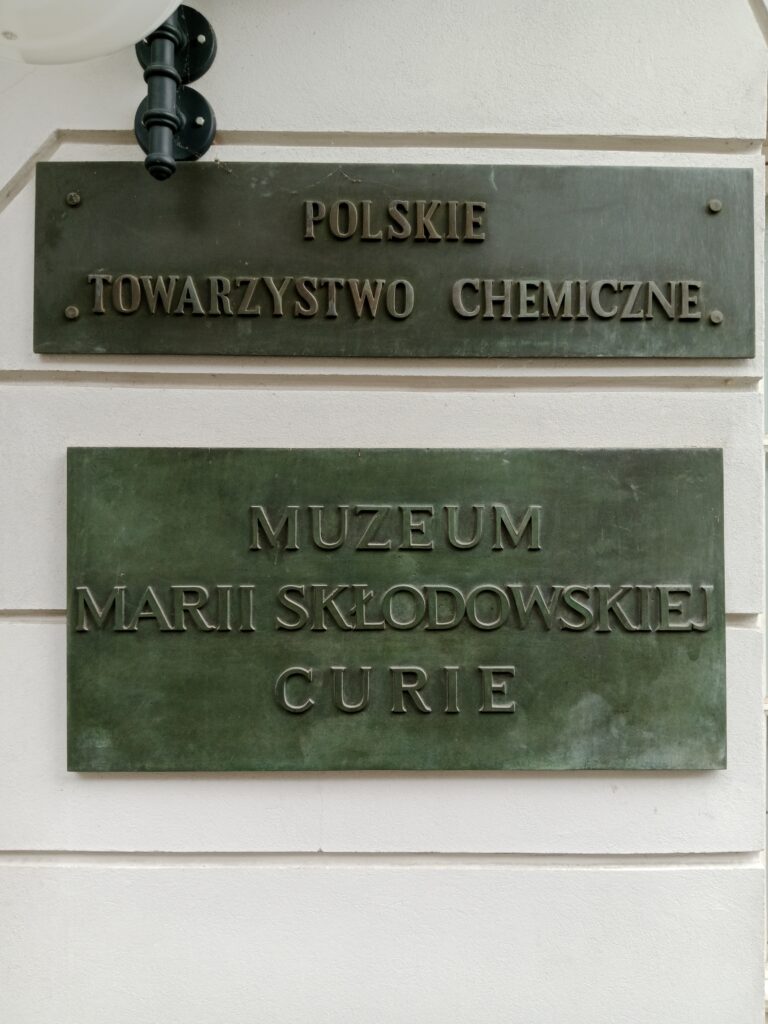 POLSKIE
TOWARZYSTWO CHEMICZNE
MUZEUM
MARII SKŁODOWSKIEJ
CURIE